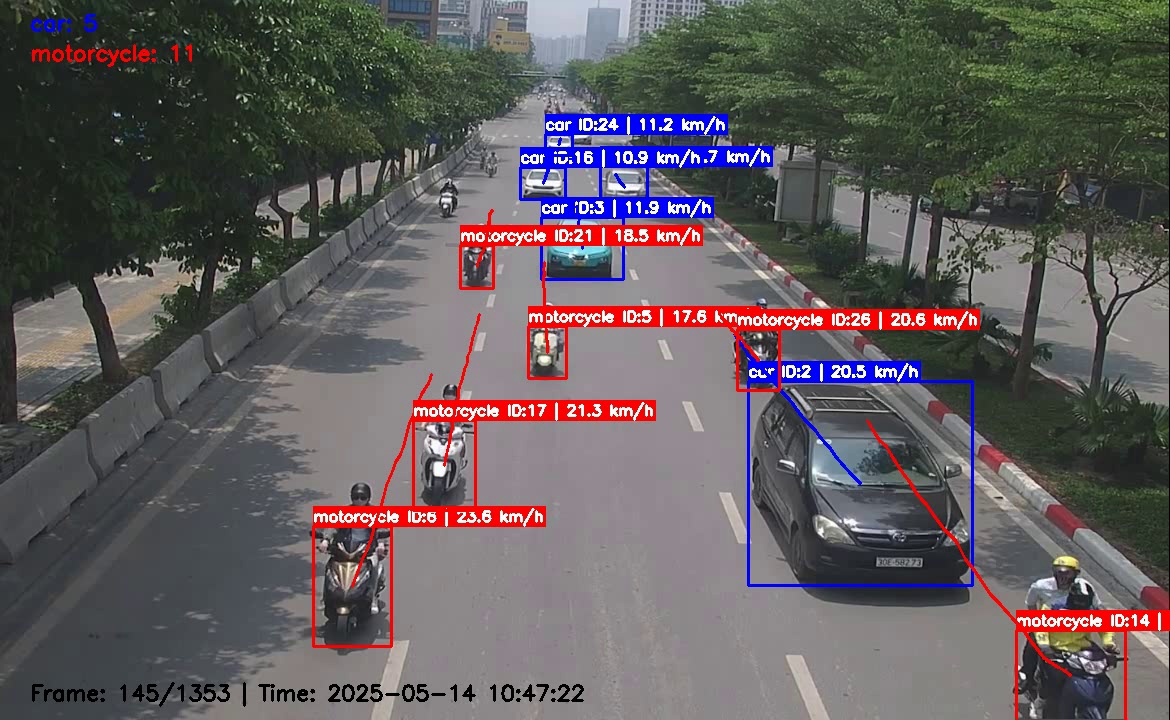 car: 5
motorcycle: 11
car ID:24 | 11.2 km/h
car ID:16 | 10.9 km/h.7 km/h
car ID:3 | 11.9 km/h
motorcycle ID:21 | 18.5 km/h
motorcycle ID:5 | 17.6 km
motorcycle ID:26 | 20.6 km/h
car ID:2 | 20.5 km/h
motorcycle ID:17 | 21.3 km/h
motorcycle ID:6 | 23.6 km/h
30E-582.73
motorcycle ID:14 |
Frame: 145/1353 | Time: 2025-05-14 10:47:22